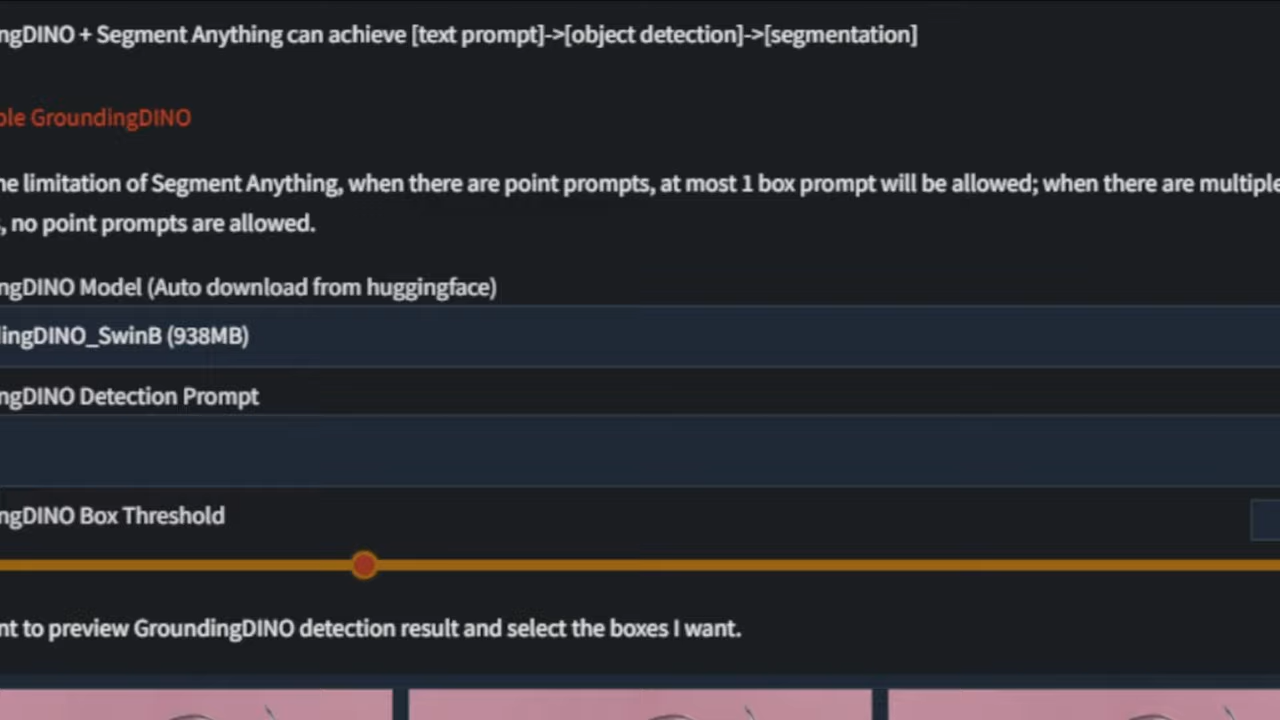 ngDINO + Segment Anything can achieve [text prompt]->[object detection]->[segmentation]
ble GroundingDINO
he limitation of Segment Anything, when there are point prompts, at most 1 box prompt will be allowed; when there are multiple
, no point prompts are allowed.
ngDINO Model (Auto download from huggingface)
dingDINO_SwinB (938MB)
ngDINO Detection Prompt
ngDINO Box Threshold
nt to preview GroundingDINO detection result and select the boxes I want.